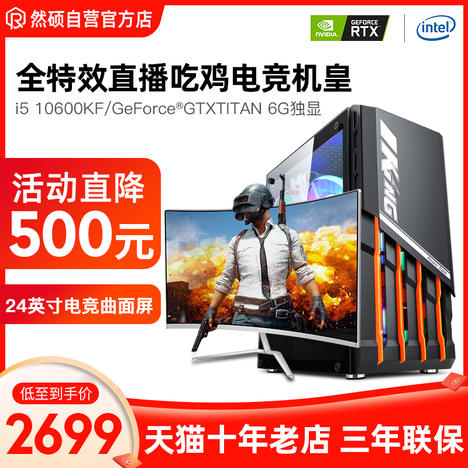 然硕自营官方店
NVIDIA
GEFORCE
RTX
intel
全特效直播吃鸡电竞机皇
i5 10600KF/GeForce®GTXTITAN 6G独显
活动直降
500元
24英寸电竞曲面屏
IKING
低至到手价
2699
天猫十年老店 三年联保